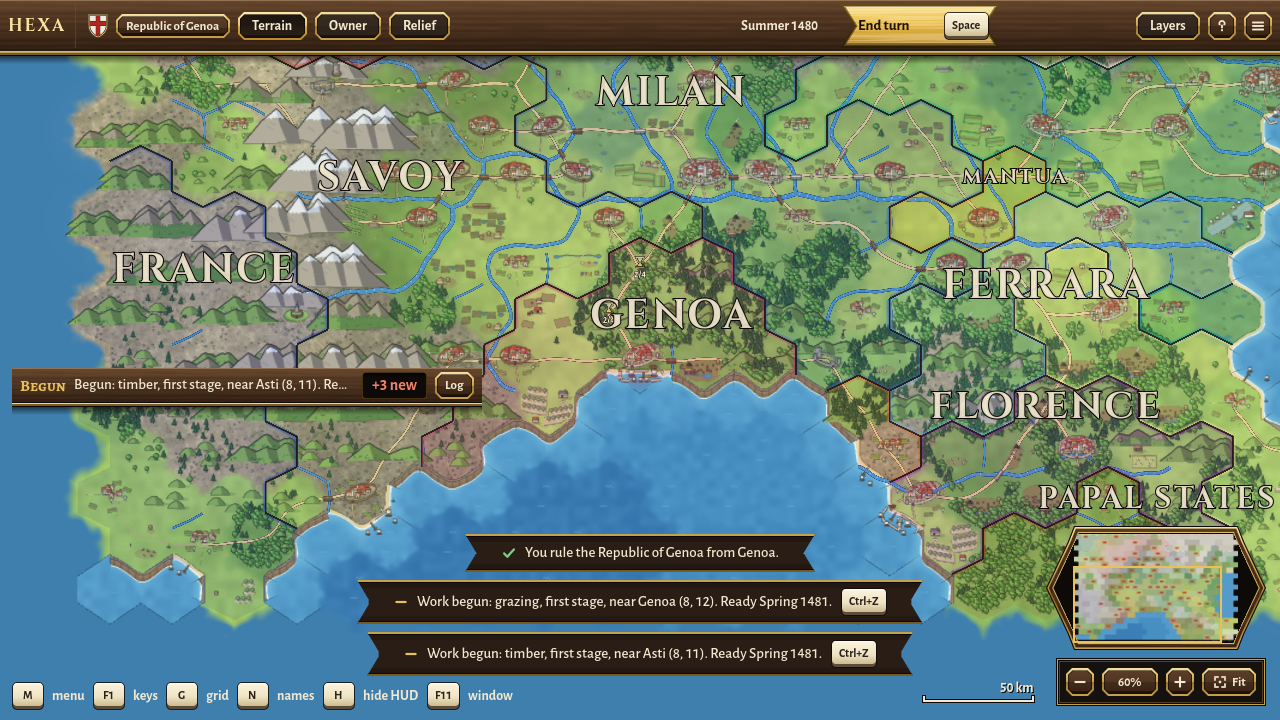 HEXA
Republic of Genoa
Terrain
Owner
Relief
Summer 1480
End turn
Space
Layers
?
MILAN
SAVOY
MANTUA
FRANCE
FERRARA
2/4
GENOA
BEGUN Begun: timber, first stage, near Asti (8, 11). Re... +3 new Log
FLORENCE
PAPAL STATES
You rule the Republic of Genoa from Genoa.
Work begun: grazing, first stage, near Genoa (8, 12). Ready Spring 1481. Ctrl+Z
Work begun: timber, first stage, near Asti (8, 11). Ready Spring 1481. Ctrl+Z
M menu F1 keys G grid N names H hide HUD F11 window
50 km
− 60% + Fit